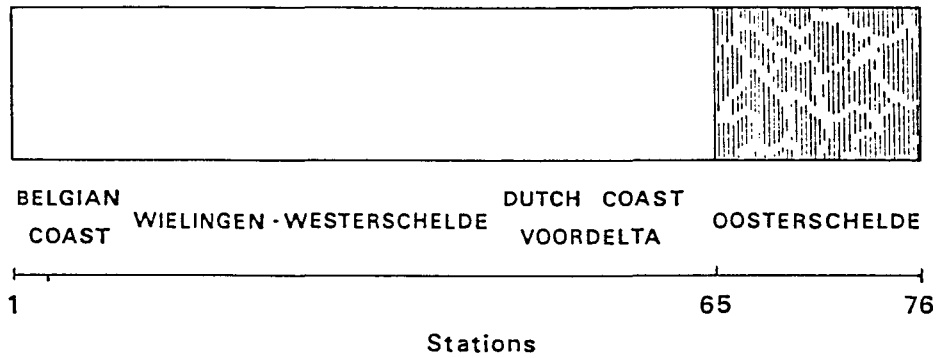 BELGIAN COAST
WIELINGEN - WESTERSCHELDE
DUTCH COAST
VOORDELTA
OOSTERSCHELDE
1 65 76
Stations